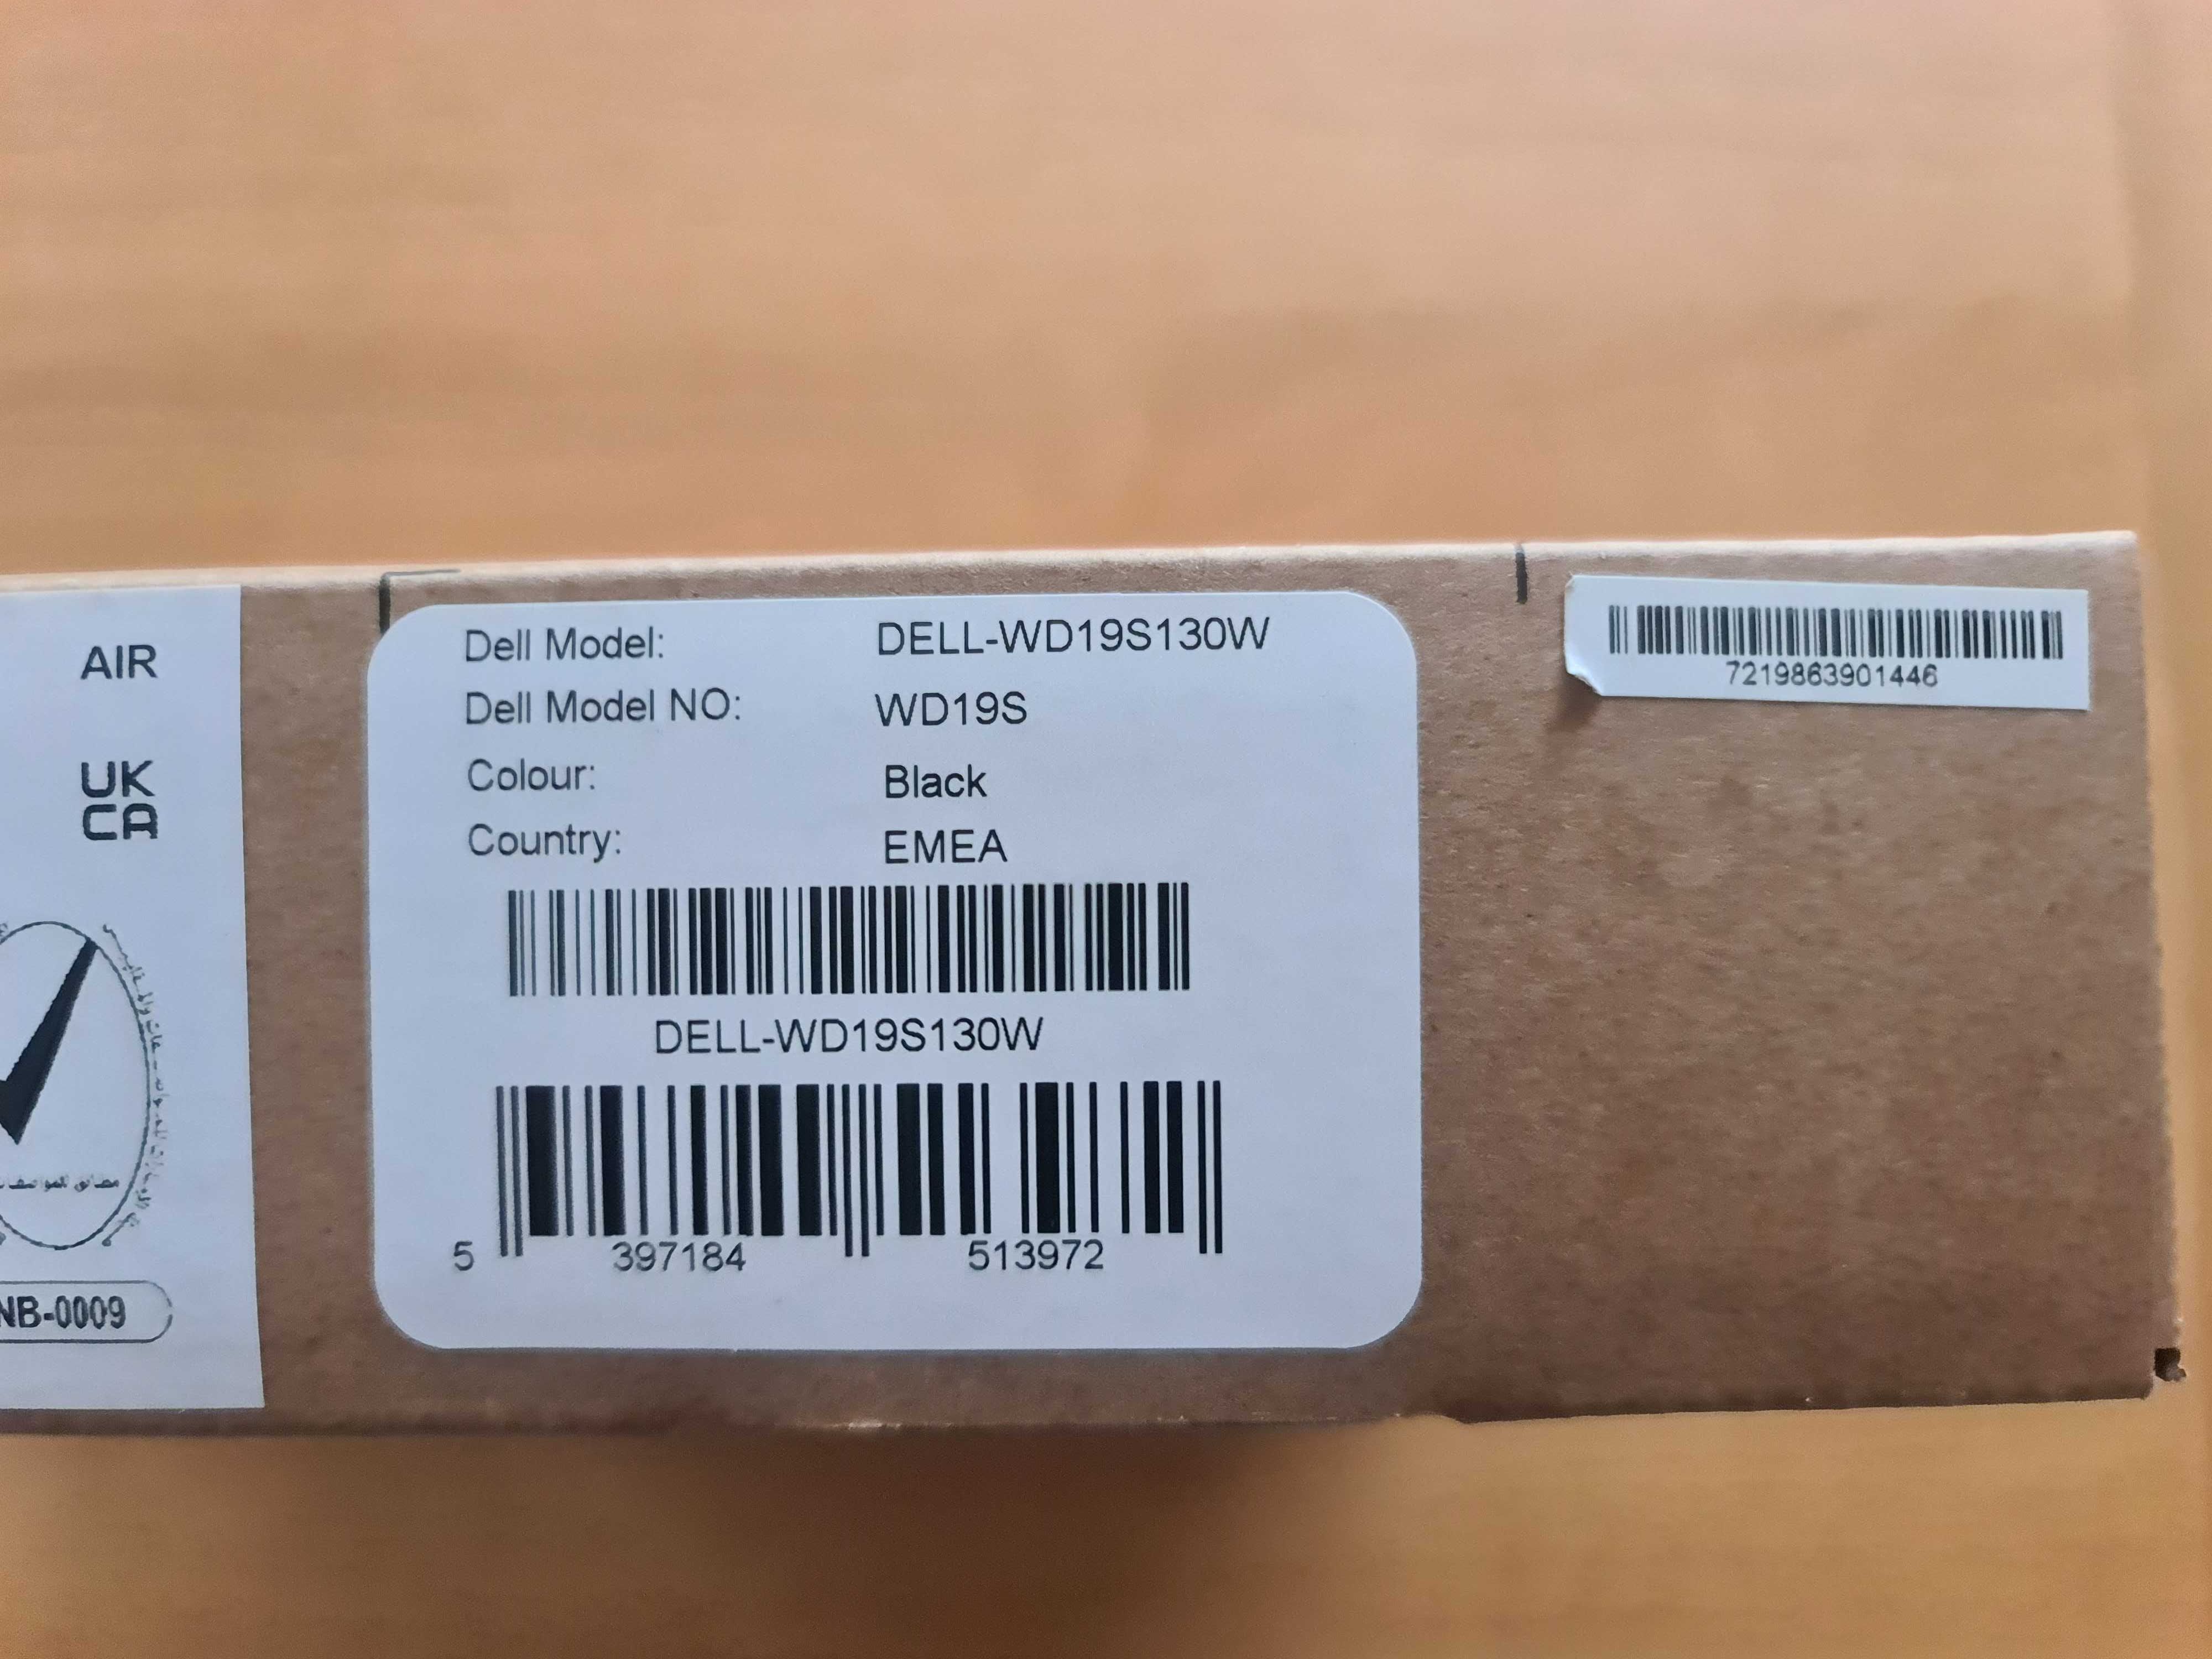 AIR
UK
CA
NB-0009
Dell Model: DELL-WD19S130W
Dell Model NO: WD19S
Colour: Black
Country: EMEA
DELL-WD19S130W
5 397184 513972
7219863901446